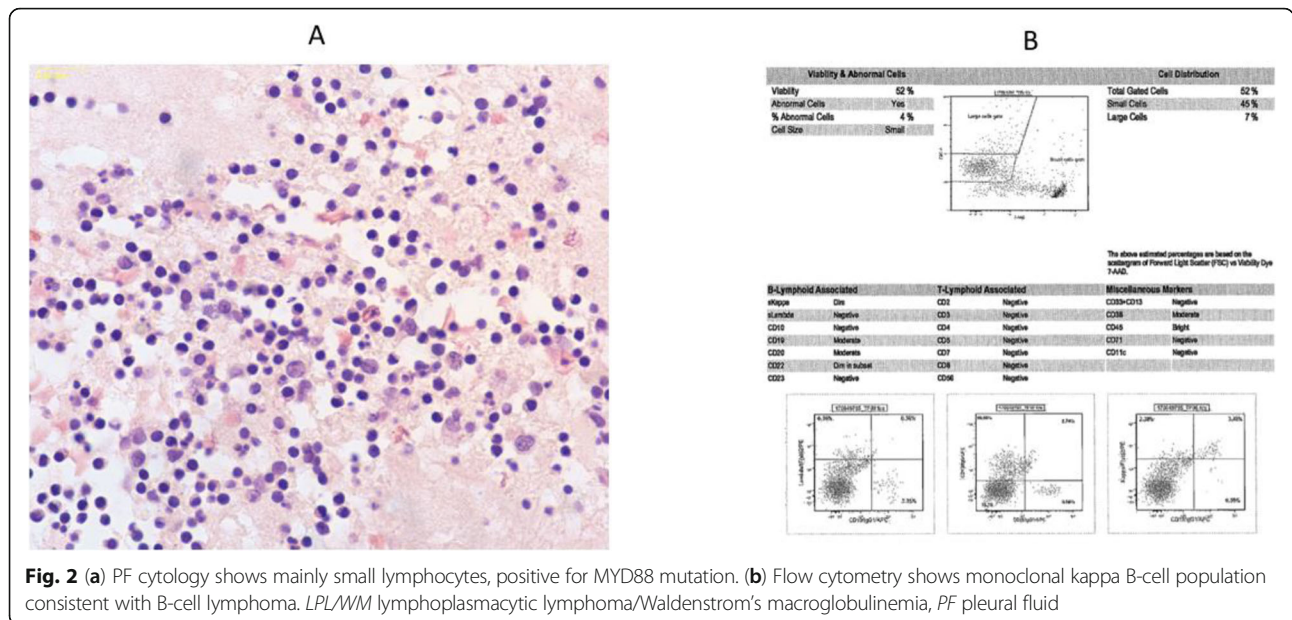 A
B
Viability & Abnormal Cells
Cell Distribution
Viability 52 %
Abnormal Cells Yes
% Abnormal Cells 4 %
Cell Size Small
Total Gated Cells 52 %
Small Cells 45 %
Large Cells 7 %
Large cells gate
The above estimated percentages are based on the
scattergram of Forward Light Scatter (FSC) vs Viability Dye
7-AAD.
B-Lymphoid Associated T-Lymphoid Associated Miscellaneous Markers
sKappa Dim CD2 Negative CD33+CD13 Negative
sLambda Negative CD3 Negative CD38 Moderate
CD10 Negative CD4 Negative CD45 Bright
CD19 Moderate CD5 Negative CD71 Negative
CD20 Moderate CD7 Negative CD11c Negative
CD22 Dim in subset CD8 Negative
CD23 Negative CD56 Negative
Fig. 2 (a) PF cytology shows mainly small lymphocytes, positive for MYD88 mutation. (b) Flow cytometry shows monoclonal kappa B-cell population
consistent with B-cell lymphoma. LPL/WM lymphoplasmacytic lymphoma/Waldenstrom's macroglobulinemia, PF pleural fluid